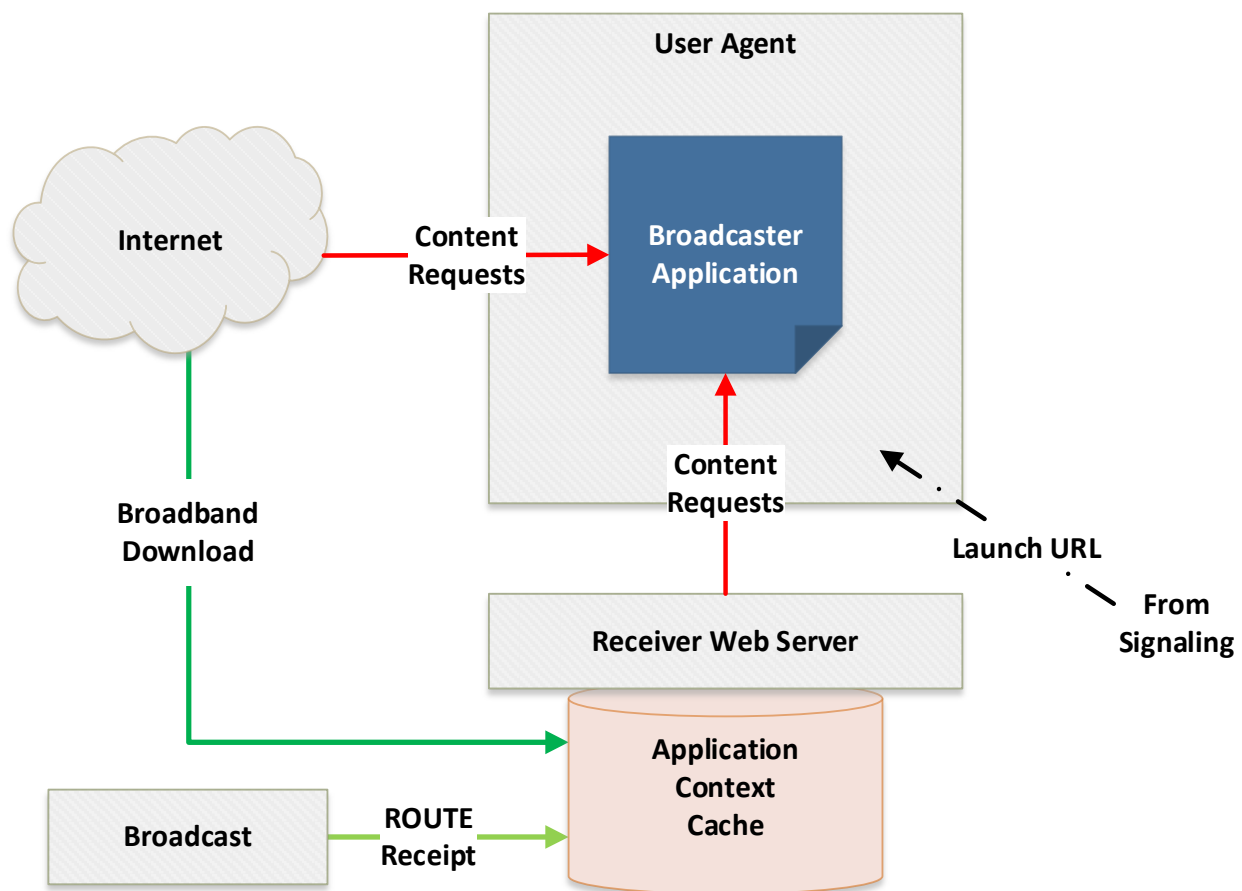 User Agent
Internet
Content
Requests
Broadcaster
Application
Content
Requests
Broadband
Download
Launch URL
From
Signaling
Receiver Web Server
Application
Context
Cache
Broadcast
ROUTE
Receipt